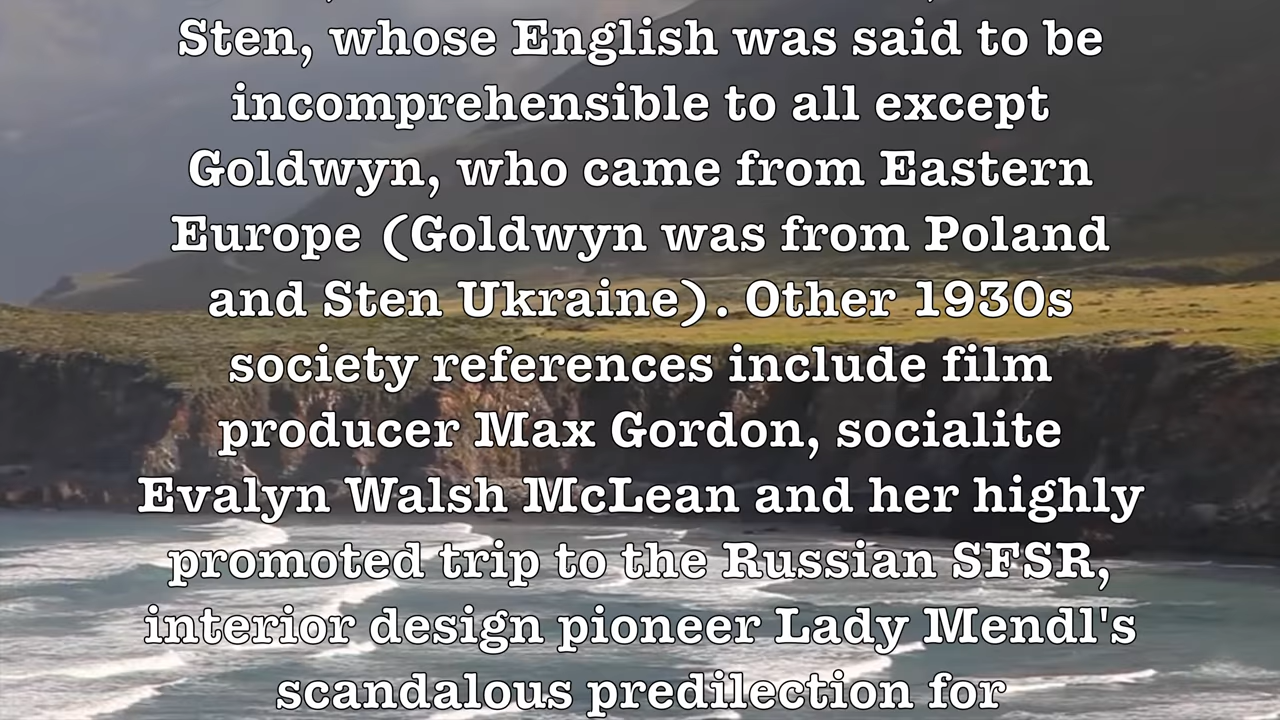 Sten, whose English was said to be
incomprehensible to all except
Goldwyn, who came from Eastern
Europe (Goldwyn was from Poland
and Sten Ukraine). Other 1930s
society references include film
producer Max Gordon, socialite
Evalyn Walsh McLean and her highly
promoted trip to the Russian SFSR,
interior design pioneer Lady Mendl's
scandalous predilection for